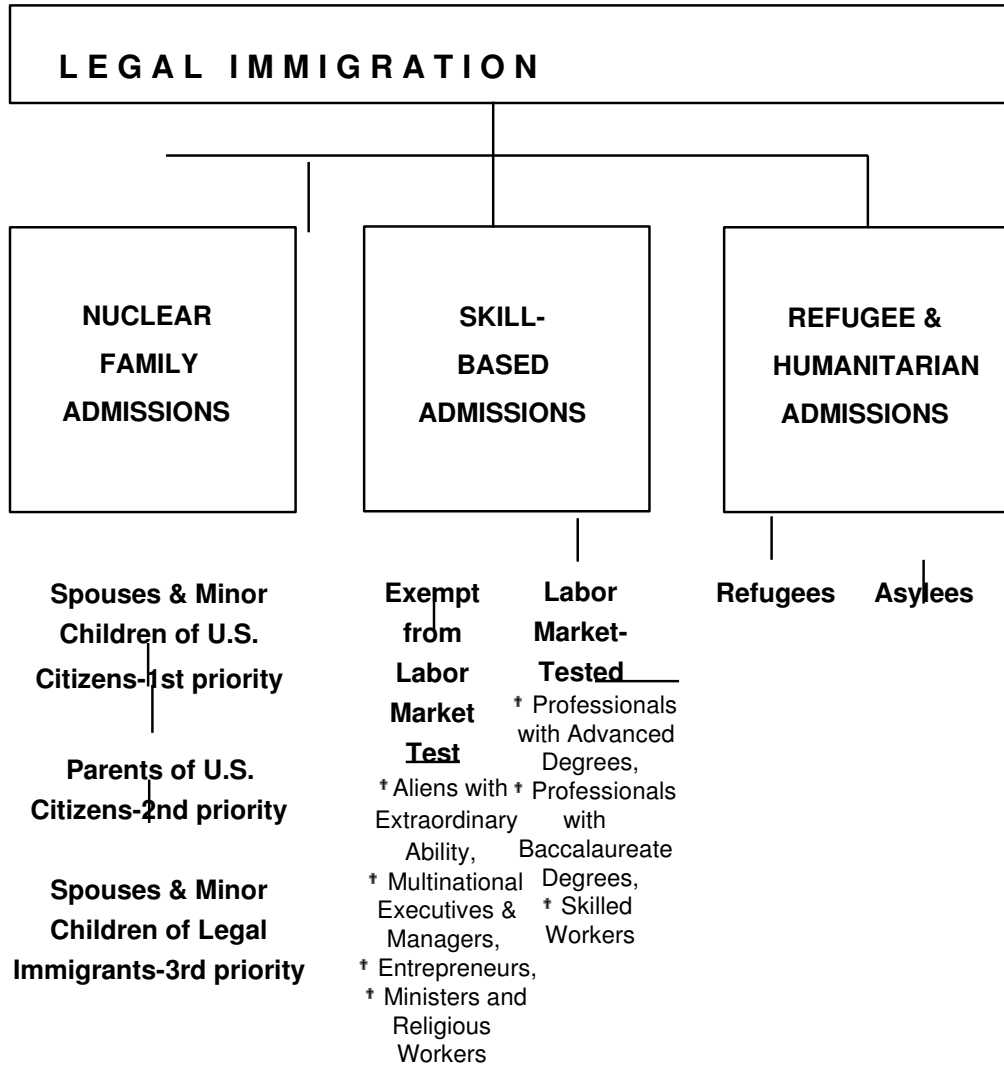 LEGAL IMMIGRATION
NUCLEAR
FAMILY
ADMISSIONS
SKILL-
BASED
ADMISSIONS
REFUGEE &
HUMANITARIAN
ADMISSIONS
Spouses & Minor
Children of U.S.
Citizens-1st priority
Parents of U.S.
Citizens-2nd priority
Spouses & Minor
Children of Legal
Immigrants-3rd priority
Exempt
from
Labor
Market
Test
† Aliens with
Extraordinary
Ability,
† Multinational
Executives &
Managers,
† Entrepreneurs,
† Ministers and
Religious
Workers
Labor
Market-
Tested
† Professionals
with Advanced
Degrees,
† Professionals
with
Baccalaureate
Degrees,
† Skilled
Workers
Refugees
Asylees